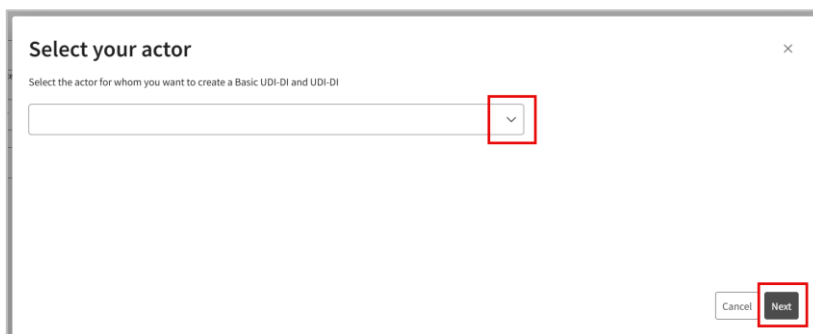 Select your actor
Select the actor for whom you want to create a Basic UDI-DI and UDI-DI
Cancel Next